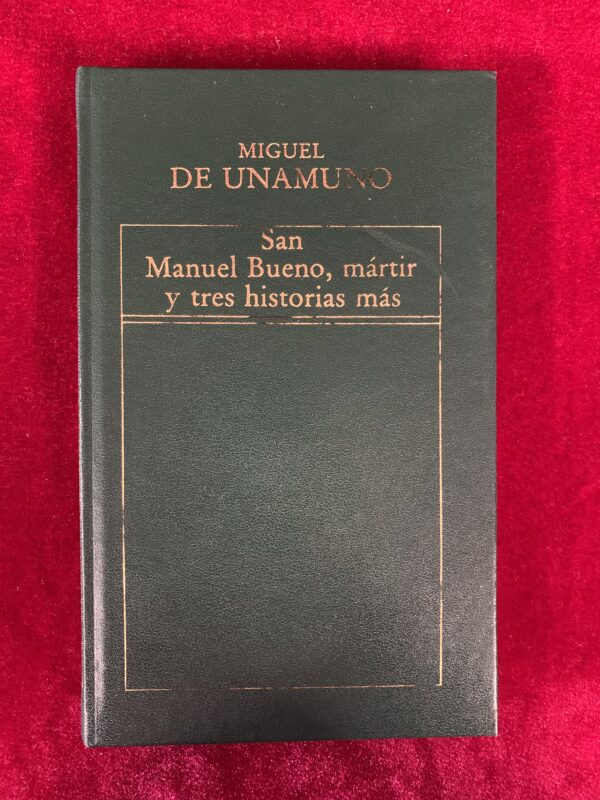 MIGUEL
DE UNAMUNO
San
Manuel Bueno, mártir
y tres historias más